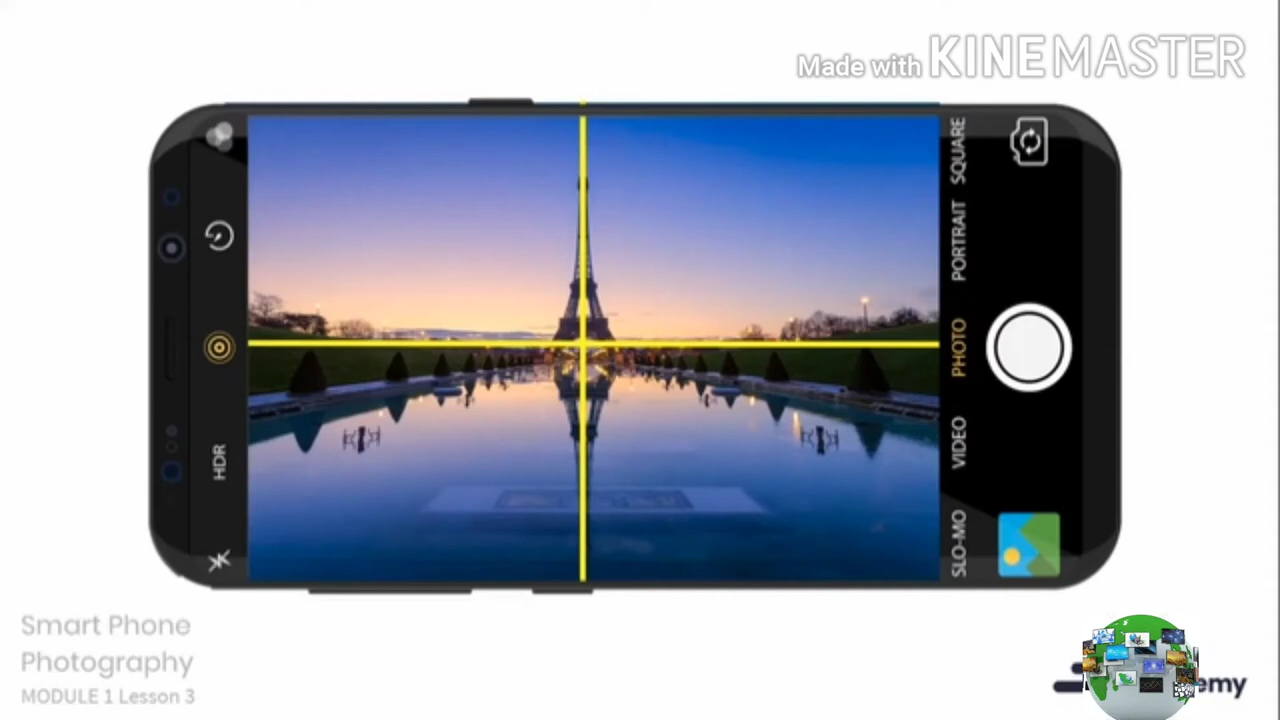 Made with KINEMASTER
SQUARE
PORTRAIT
PHOTO
VIDEO
SLO-MO
HDR
Smart Phone
Photography
MODULE 1 Lesson 3